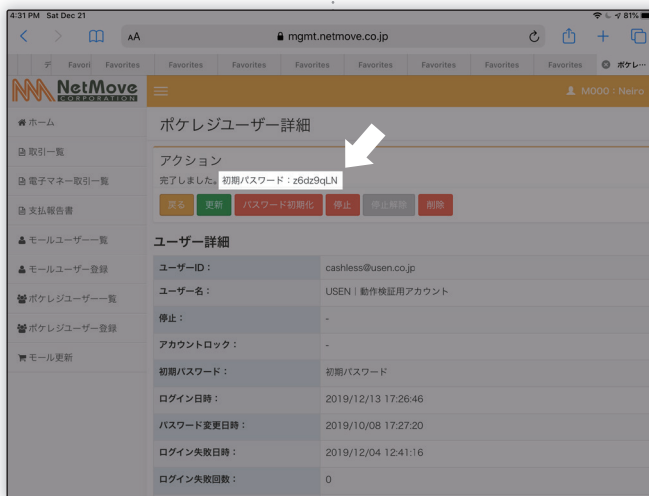 4:31 PM Sat Dec 21
81%
AA
mgmt.netmove.co.jp
デ Favori Favorites Favorites Favorites Favorites Favorites Favorites Favorites Favorites ポケレ…
NetMove
CORPORATION
M000 : Neiro
ホーム
取引一覧
電子マネー取引一覧
支払報告書
モールユーザー一覧
モールユーザー登録
ポケレジユーザー一覧
ポケレジユーザー登録
モール更新
ポケレジユーザー詳細
アクション
完了しました。初期パスワード：z6dz9qLN
戻る 更新 パスワード初期化 停止 停止解除 削除
ユーザー詳細
ユーザーID： cashless@usen.co.jp
ユーザー名： USEN｜動作検証用アカウント
停止： -
アカウントロック： -
初期パスワード： 初期パスワード
ログイン日時： 2019/12/13 17:26:46
パスワード変更日時： 2019/10/08 17:27:20
ログイン失敗日時： 2019/12/04 12:41:16
ログイン失敗回数： 0